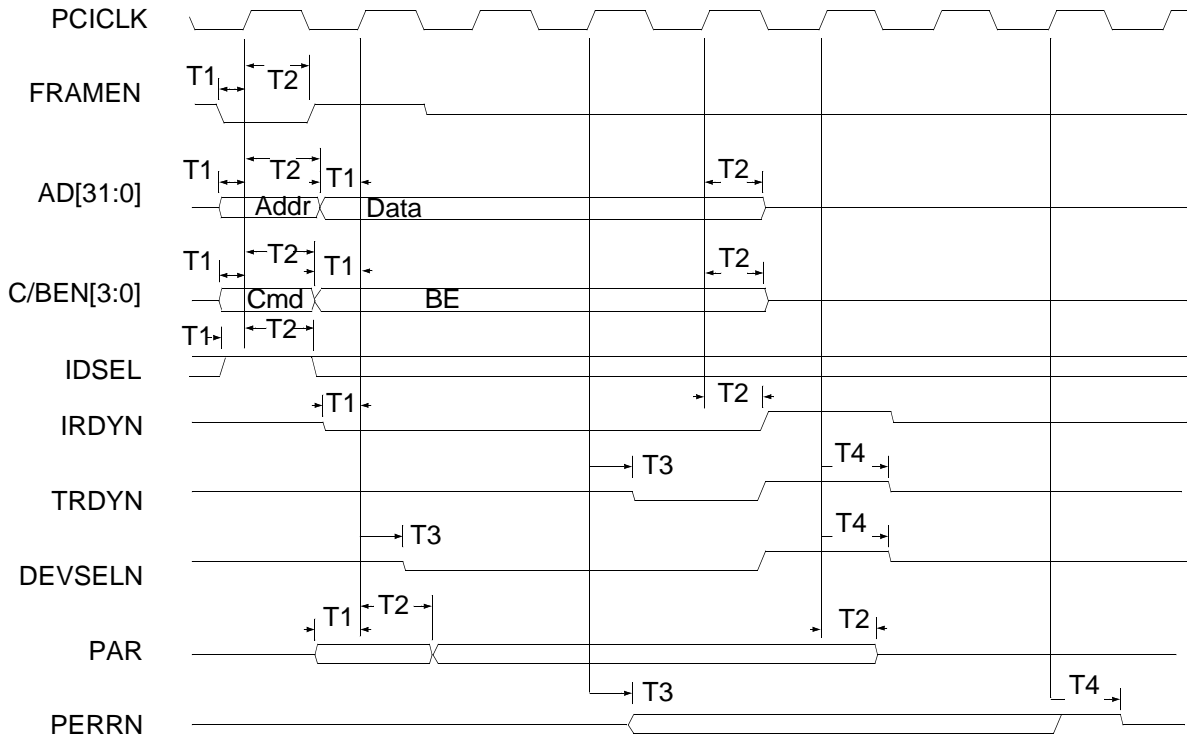 PCICLK
T1 T2
FRAMEN
T1 T2 T1 T2
AD[31:0]
Addr Data
T1 T2 T1 T2
C/BEN[3:0]
Cmd BE
T1 T2
IDSEL
T1 T2
IRDYN
T3 T4
TRDYN
T3 T4
DEVSELN
T1 T2 T2
PAR
T3 T4
PERRN